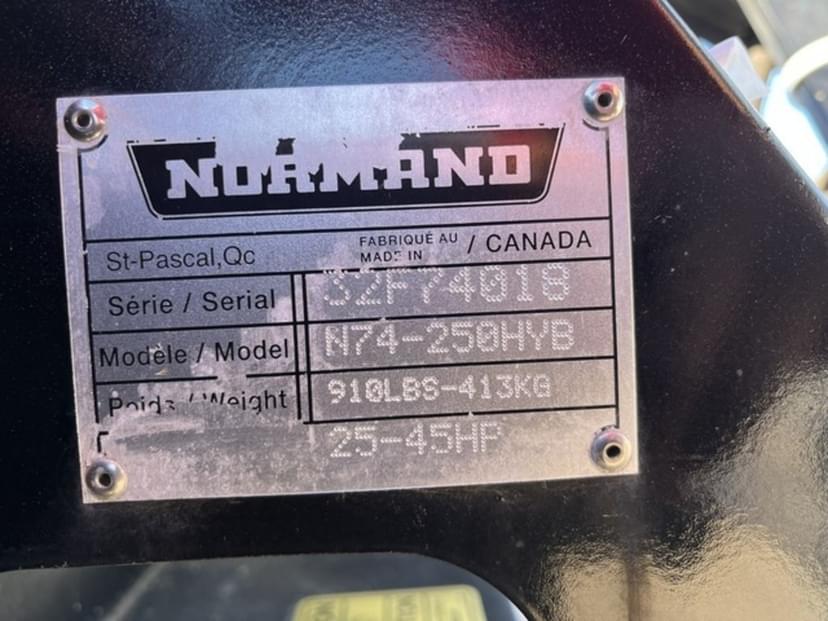 NORMAND
St-Pascal,Qc
FABRIQUÉ AU
MADE IN
/ CANADA
Série / Serial 32F74018
Modèle / Model N74-250HYB
Poids / Weight 910LBS-413KG
25-45HP